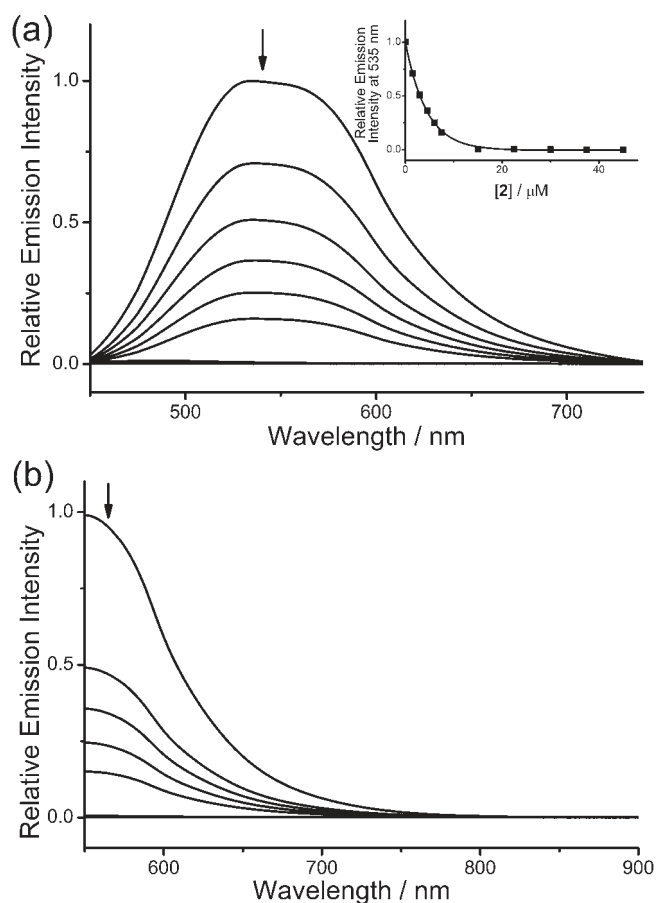 (a)
Relative Emission Intensity
1.0
0.5
0.0
500
600
700
Wavelength / nm
Relative Emission
Intensity at 535 nm
1.0
0.5
0.0
0
20
40
[2] / μM
(b)
Relative Emission Intensity
1.0
0.5
0.0
600
700
800
900
Wavelength / nm